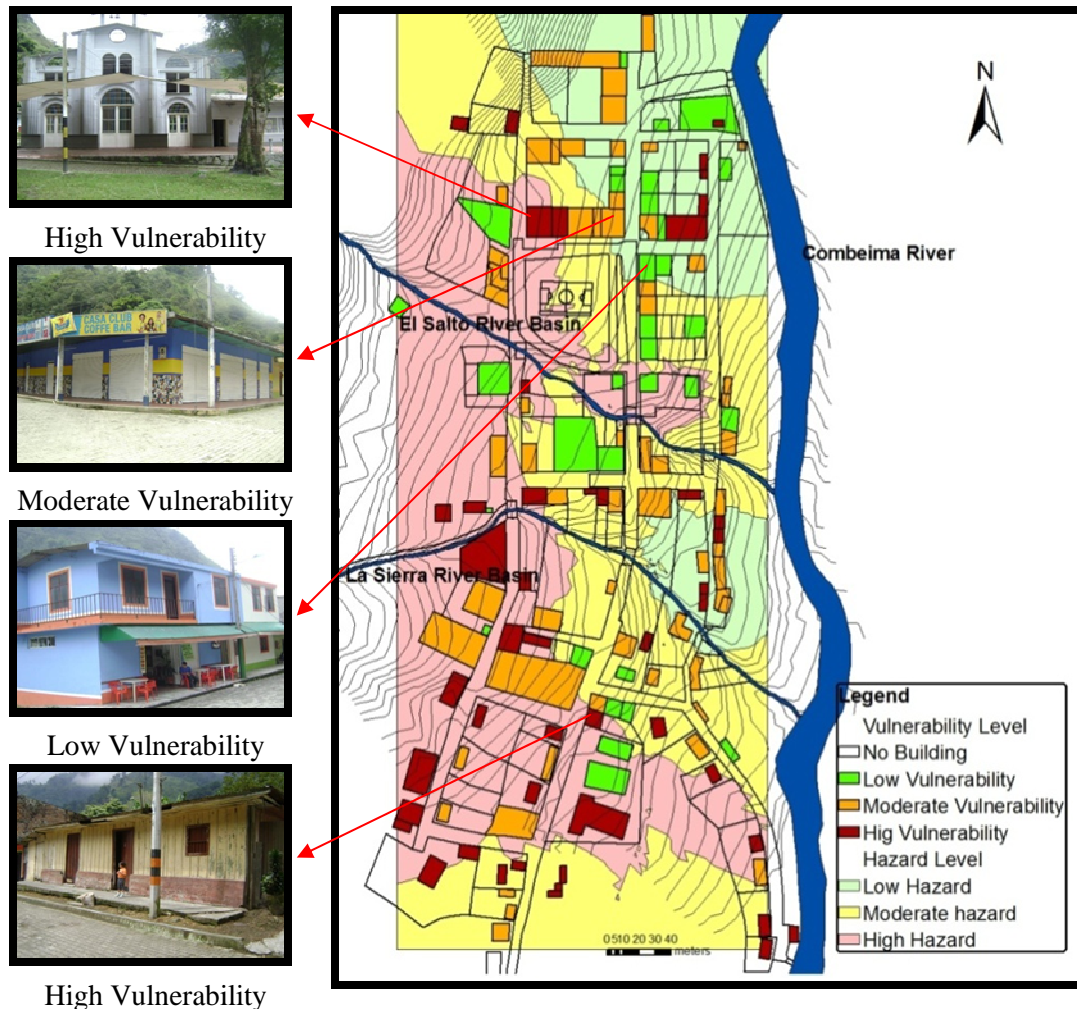 High Vulnerability
CASA CLUB
COFFE BAR
Moderate Vulnerability
Low Vulnerability
High Vulnerability
N
Combeima River
El Salto River Basin
La Sierra River Basin
Legend
Vulnerability Level
No Building
Low Vulnerability
Moderate Vulnerability
Hig Vulnerability
Hazard Level
Low Hazard
Moderate hazard
High Hazard
0 5 10 20 30 40
meters